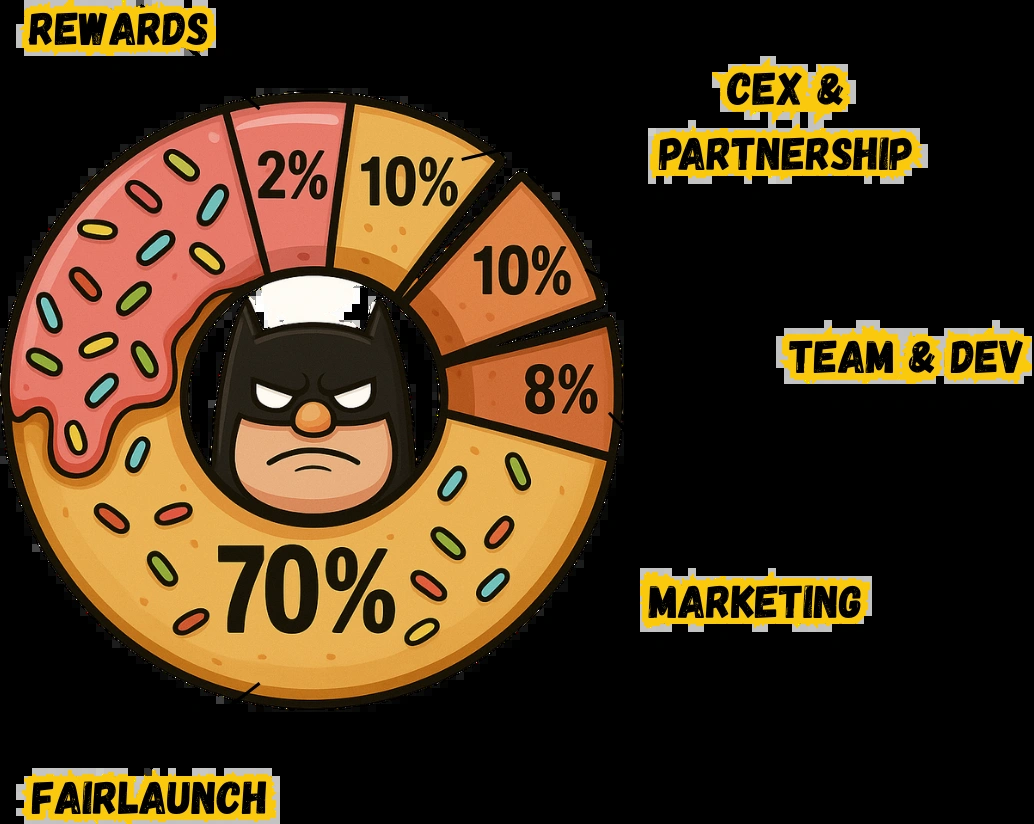 REWARDS
CEX &
PARTNERSHIP
2%
10%
10%
TEAM & DEV
8%
70%
MARKETING
FAIRLAUNCH